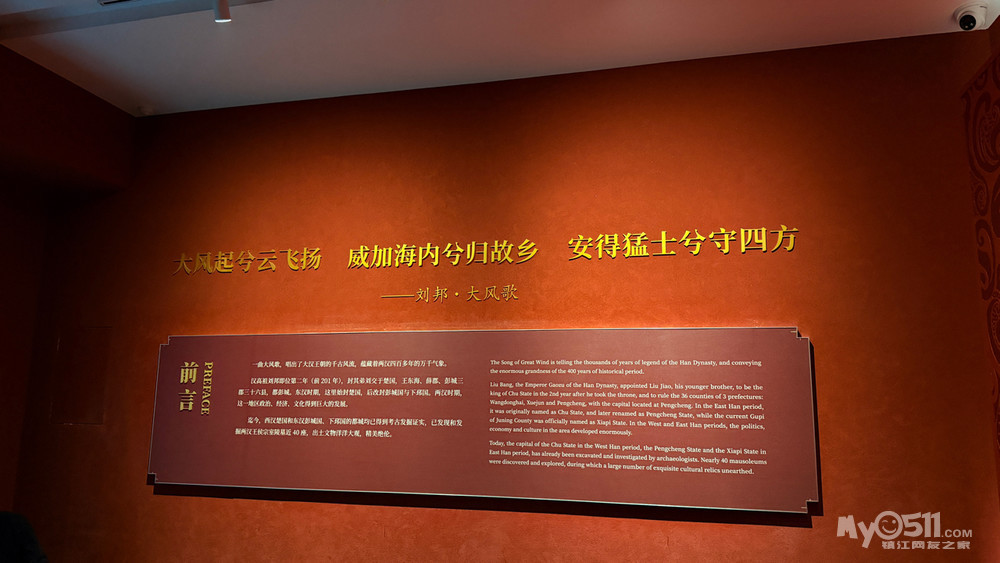 大风起兮云飞扬 威加海内兮归故乡 安得猛士兮守四方
——刘邦·大风歌
前言
PREFACE
一曲大风歌，唱出了大汉王朝的千古风流，蕴藏着两汉四百多年的万千气象。
汉高祖刘邦即位第二年（前 201 年），封其弟刘交于楚国，王东海、薛郡、彭城三
郡三十六县，都彭城。东汉时期，这里始封楚国，后改封彭城国与下邳国。两汉时期，
这一地区政治、经济、文化得到巨大的发展。
迄今，西汉楚国和东汉彭城国、下邳国的都城均已得到考古发掘证实，已发现和发
掘两汉王侯宗室陵墓近 40 座，出土文物洋洋大观，精美绝伦。
The Song of Great Wind is telling the thousands of years of legend of the Han Dynasty, and conveying
the enormous grandness of the 400 years of historical period.
Liu Bang, the Emperor Gaozu of the Han Dynasty, appointed Liu Jiao, his younger brother, to be the
king of Chu State in the 2nd year after he took the throne, and to rule the 36 counties of 3 prefectures:
Wangdonghai, Xuejun and Pengcheng, with the capital located at Pengcheng. In the East Han period,
it was originally named as Chu State, and later renamed as Pengcheng State, while the current Gupi
of Juning County was officially named as Xiapi State. In the West and East Han periods, the politics,
economy and culture in the area developed enormously.
Today, the capital of the Chu State in the West Han period, the Pengcheng State and the Xiapi State in
East Han period, has already been excavated and investigated by archaeologists. Nearly 40 mausoleums
were discovered and explored, during which a large number of exquisite cultural relics unearthed.
My0511.COM
镇江网友之家